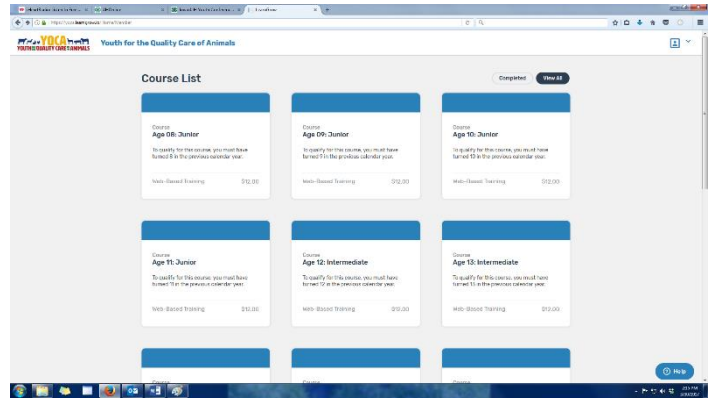 YQCA
YOUTH QUALITY CARE ANIMALS
Youth for the Quality Care of Animals
Course List
Completed
View All
Course
Age 08: Junior
To qualify for this course, you must have
turned 8 in the previous calendar year.
Web-Based Training $12.00
Course
Age 09: Junior
To qualify for this course, you must have
turned 9 in the previous calendar year.
Web-Based Training $12.00
Course
Age 10: Junior
To qualify for this course, you must have
turned 10 in the previous calendar year.
Web-Based Training $12.00
Course
Age 11: Junior
To qualify for this course, you must have
turned 11 in the previous calendar year.
Web-Based Training $12.00
Course
Age 12: Intermediate
To qualify for this course, you must have
turned 12 in the previous calendar year.
Web-Based Training $12.00
Course
Age 13: Intermediate
To qualify for this course, you must have
turned 13 in the previous calendar year.
Web-Based Training $12.00
Course
Course
Course
Help